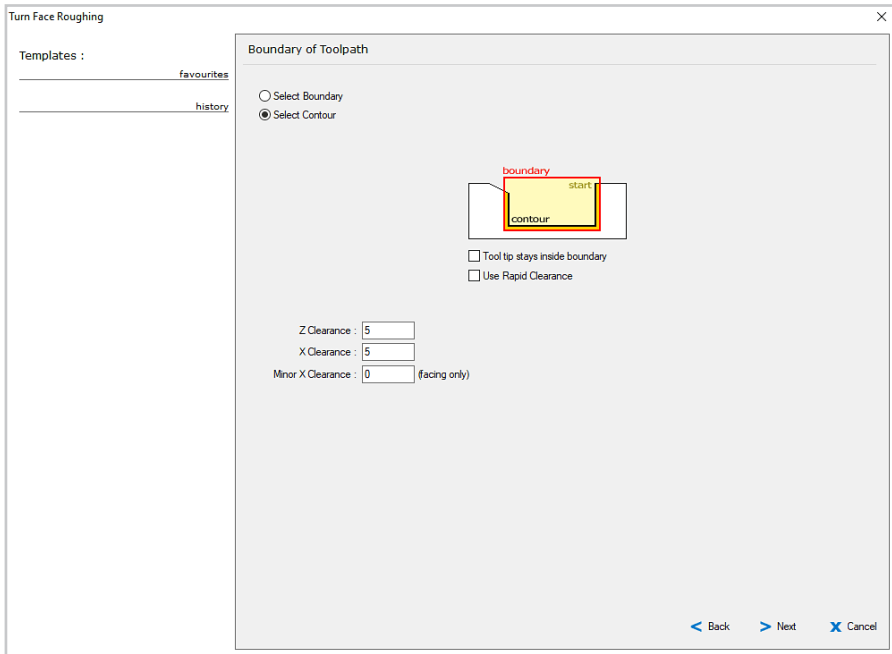 Turn Face Roughing
Templates :
favourites
history
Boundary of Toolpath
Select Boundary
Select Contour
boundary
start
contour
Tool tip stays inside boundary
Use Rapid Clearance
Z Clearance : 5
X Clearance : 5
Minor X Clearance : 0 (facing only)
< Back > Next X Cancel